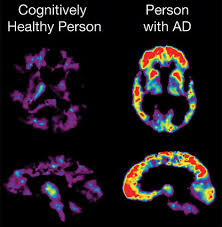 Cognitively
Healthy Person
Person
with AD